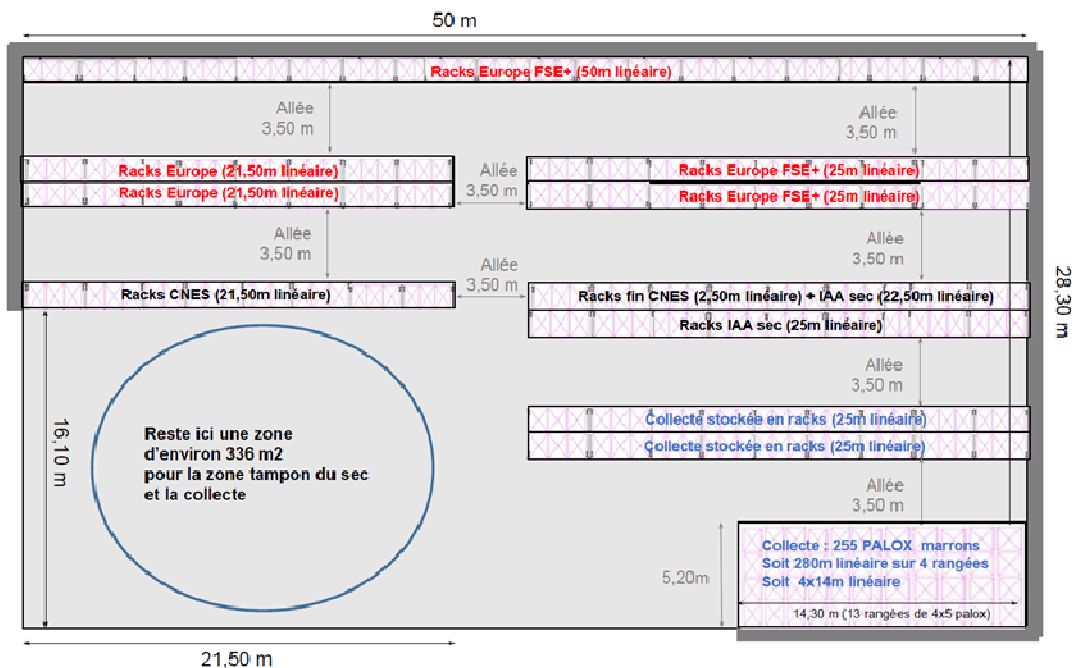 50 m
Racks Europe FSE+ (50m linéaire)
Allée
3,50 m
Allée
3,50 m
Racks Europe (21,50m linéaire)
Racks Europe (21,50m linéaire)
Allée
3,50 m
Racks Europe FSE+ (25m linéaire)
Racks Europe FSE+ (25m linéaire)
Allée
3,50 m
Allée
3,50 m
Allée
3,50 m
Racks CNES (21,50m linéaire)
Racks fin CNES (2,50m linéaire) + IAA sec (22,50m linéaire)
Racks IAA sec (25m linéaire)
28,30 m
Allée
3,50 m
16,10 m
Reste ici une zone
d'environ 336 m2
pour la zone tampon du sec
et la collecte
Collecte stockée en racks (25m linéaire)
Collecte stockée en racks (25m linéaire)
Allée
3,50 m
5,20m
Collecte : 255 PALOX marrons
Soit 280m linéaire sur 4 rangées
Soit 4x14m linéaire
14,30 m (13 rangées de 4x5 palox)
21,50 m